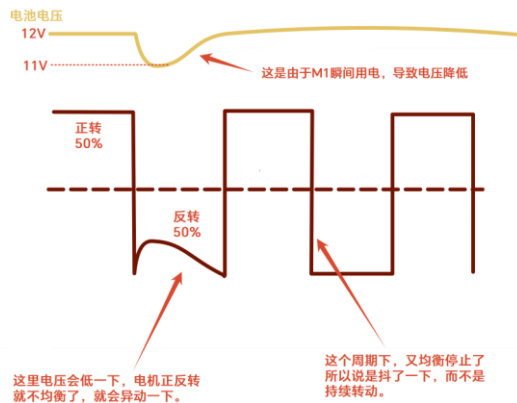 电池电压
12V
11V
这是由于M1瞬间用电，导致电压降低
正转
50%
反转
50%
这里电压会低一下，电机正反转
就不均衡了，就会异动一下。
这个周期下，又均衡停止了
所以说是抖了一下，而不是
持续转动。